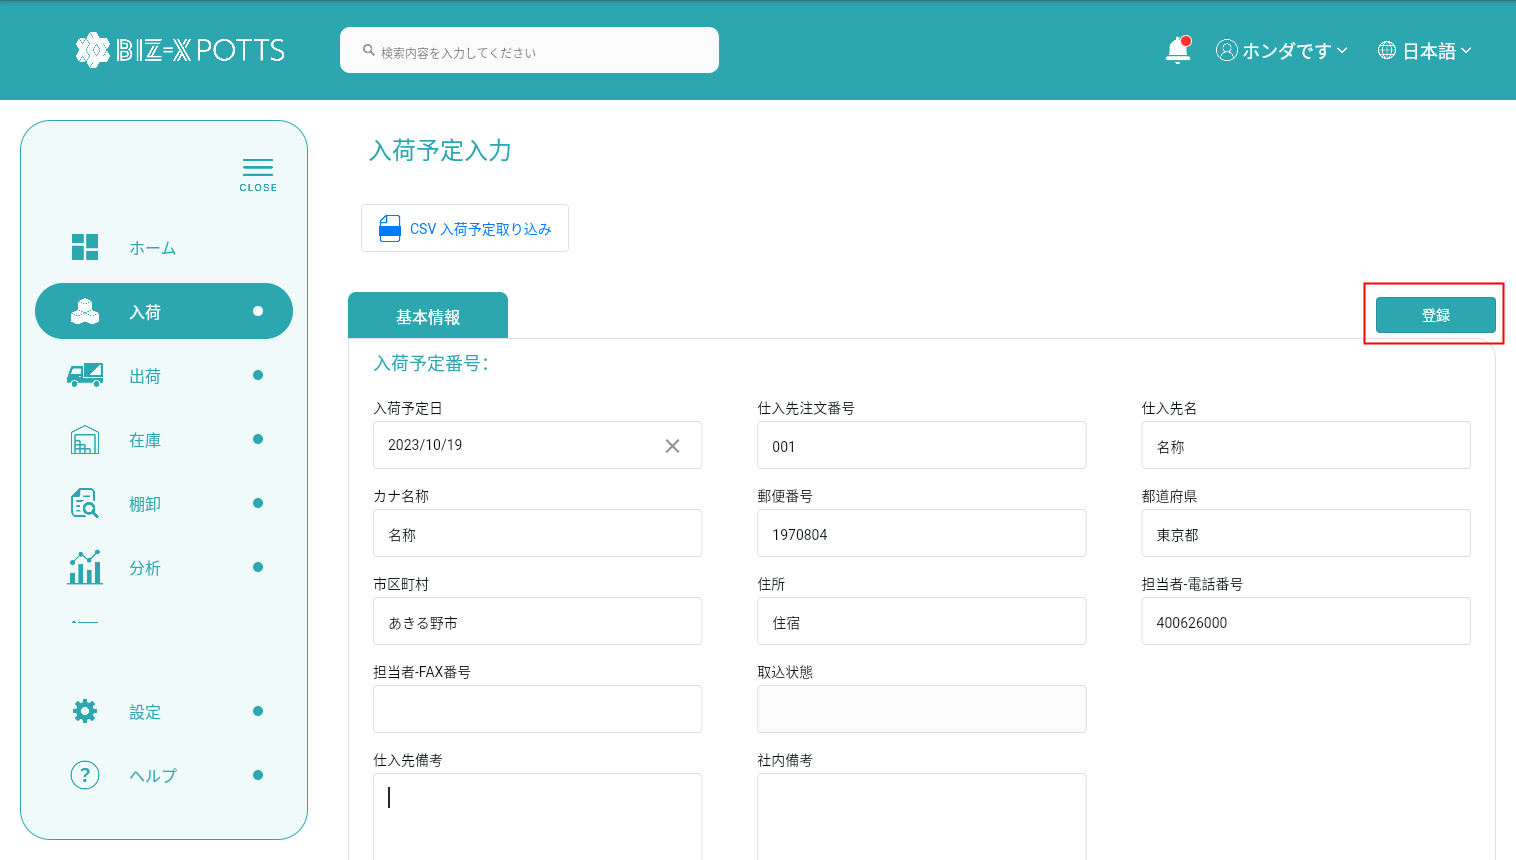 BIZ=X POTTS
検索内容を入力してください
ホンダです
日本語
CLOSE
ホーム
入荷
出荷
在庫
棚卸
分析
設定
ヘルプ
入荷予定入力
CSV 入荷予定取り込み
基本情報
登録
入荷予定番号：
入荷予定日
仕入先注文番号
仕入先名
2023/10/19
001
名称
カナ名称
郵便番号
都道府県
名称
1970804
東京都
市区町村
住所
担当者-電話番号
あきる野市
住宿
400626000
担当者-FAX番号
取込状態
仕入先備考
社内備考